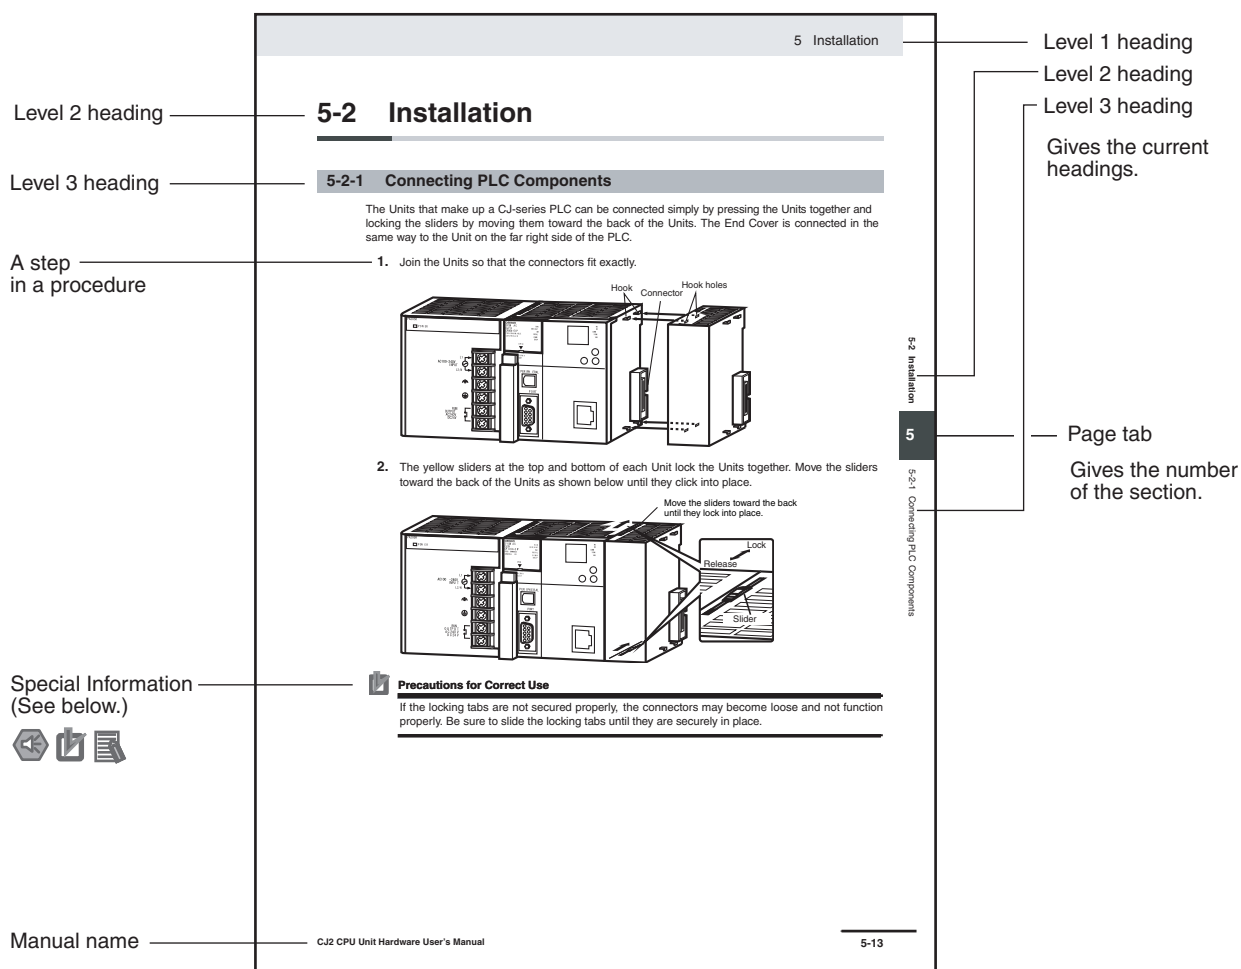 5 Installation
Level 1 heading
Level 2 heading
Level 3 heading
Gives the current
headings.
Level 2 heading
5-2 Installation
Level 3 heading
5-2-1 Connecting PLC Components
The Units that make up a CJ-series PLC can be connected simply by pressing the Units together and
locking the sliders by moving them toward the back of the Units. The End Cover is connected in the
same way to the Unit on the far right side of the PLC.
A step
in a procedure
1. Join the Units so that the connectors fit exactly.
Hook
Connector
Hook holes
5-2 Installation
5
Page tab
Gives the number
of the section.
5-2-1 Connecting PLC Components
2. The yellow sliders at the top and bottom of each Unit lock the Units together. Move the sliders
toward the back of the Units as shown below until they click into place.
Move the sliders toward the back
until they lock into place.
Lock
Release
Slider
Special Information
(See below.)
Precautions for Correct Use
If the locking tabs are not secured properly, the connectors may become loose and not function
properly. Be sure to slide the locking tabs until they are securely in place.
Manual name
CJ2 CPU Unit Hardware User's Manual
5-13